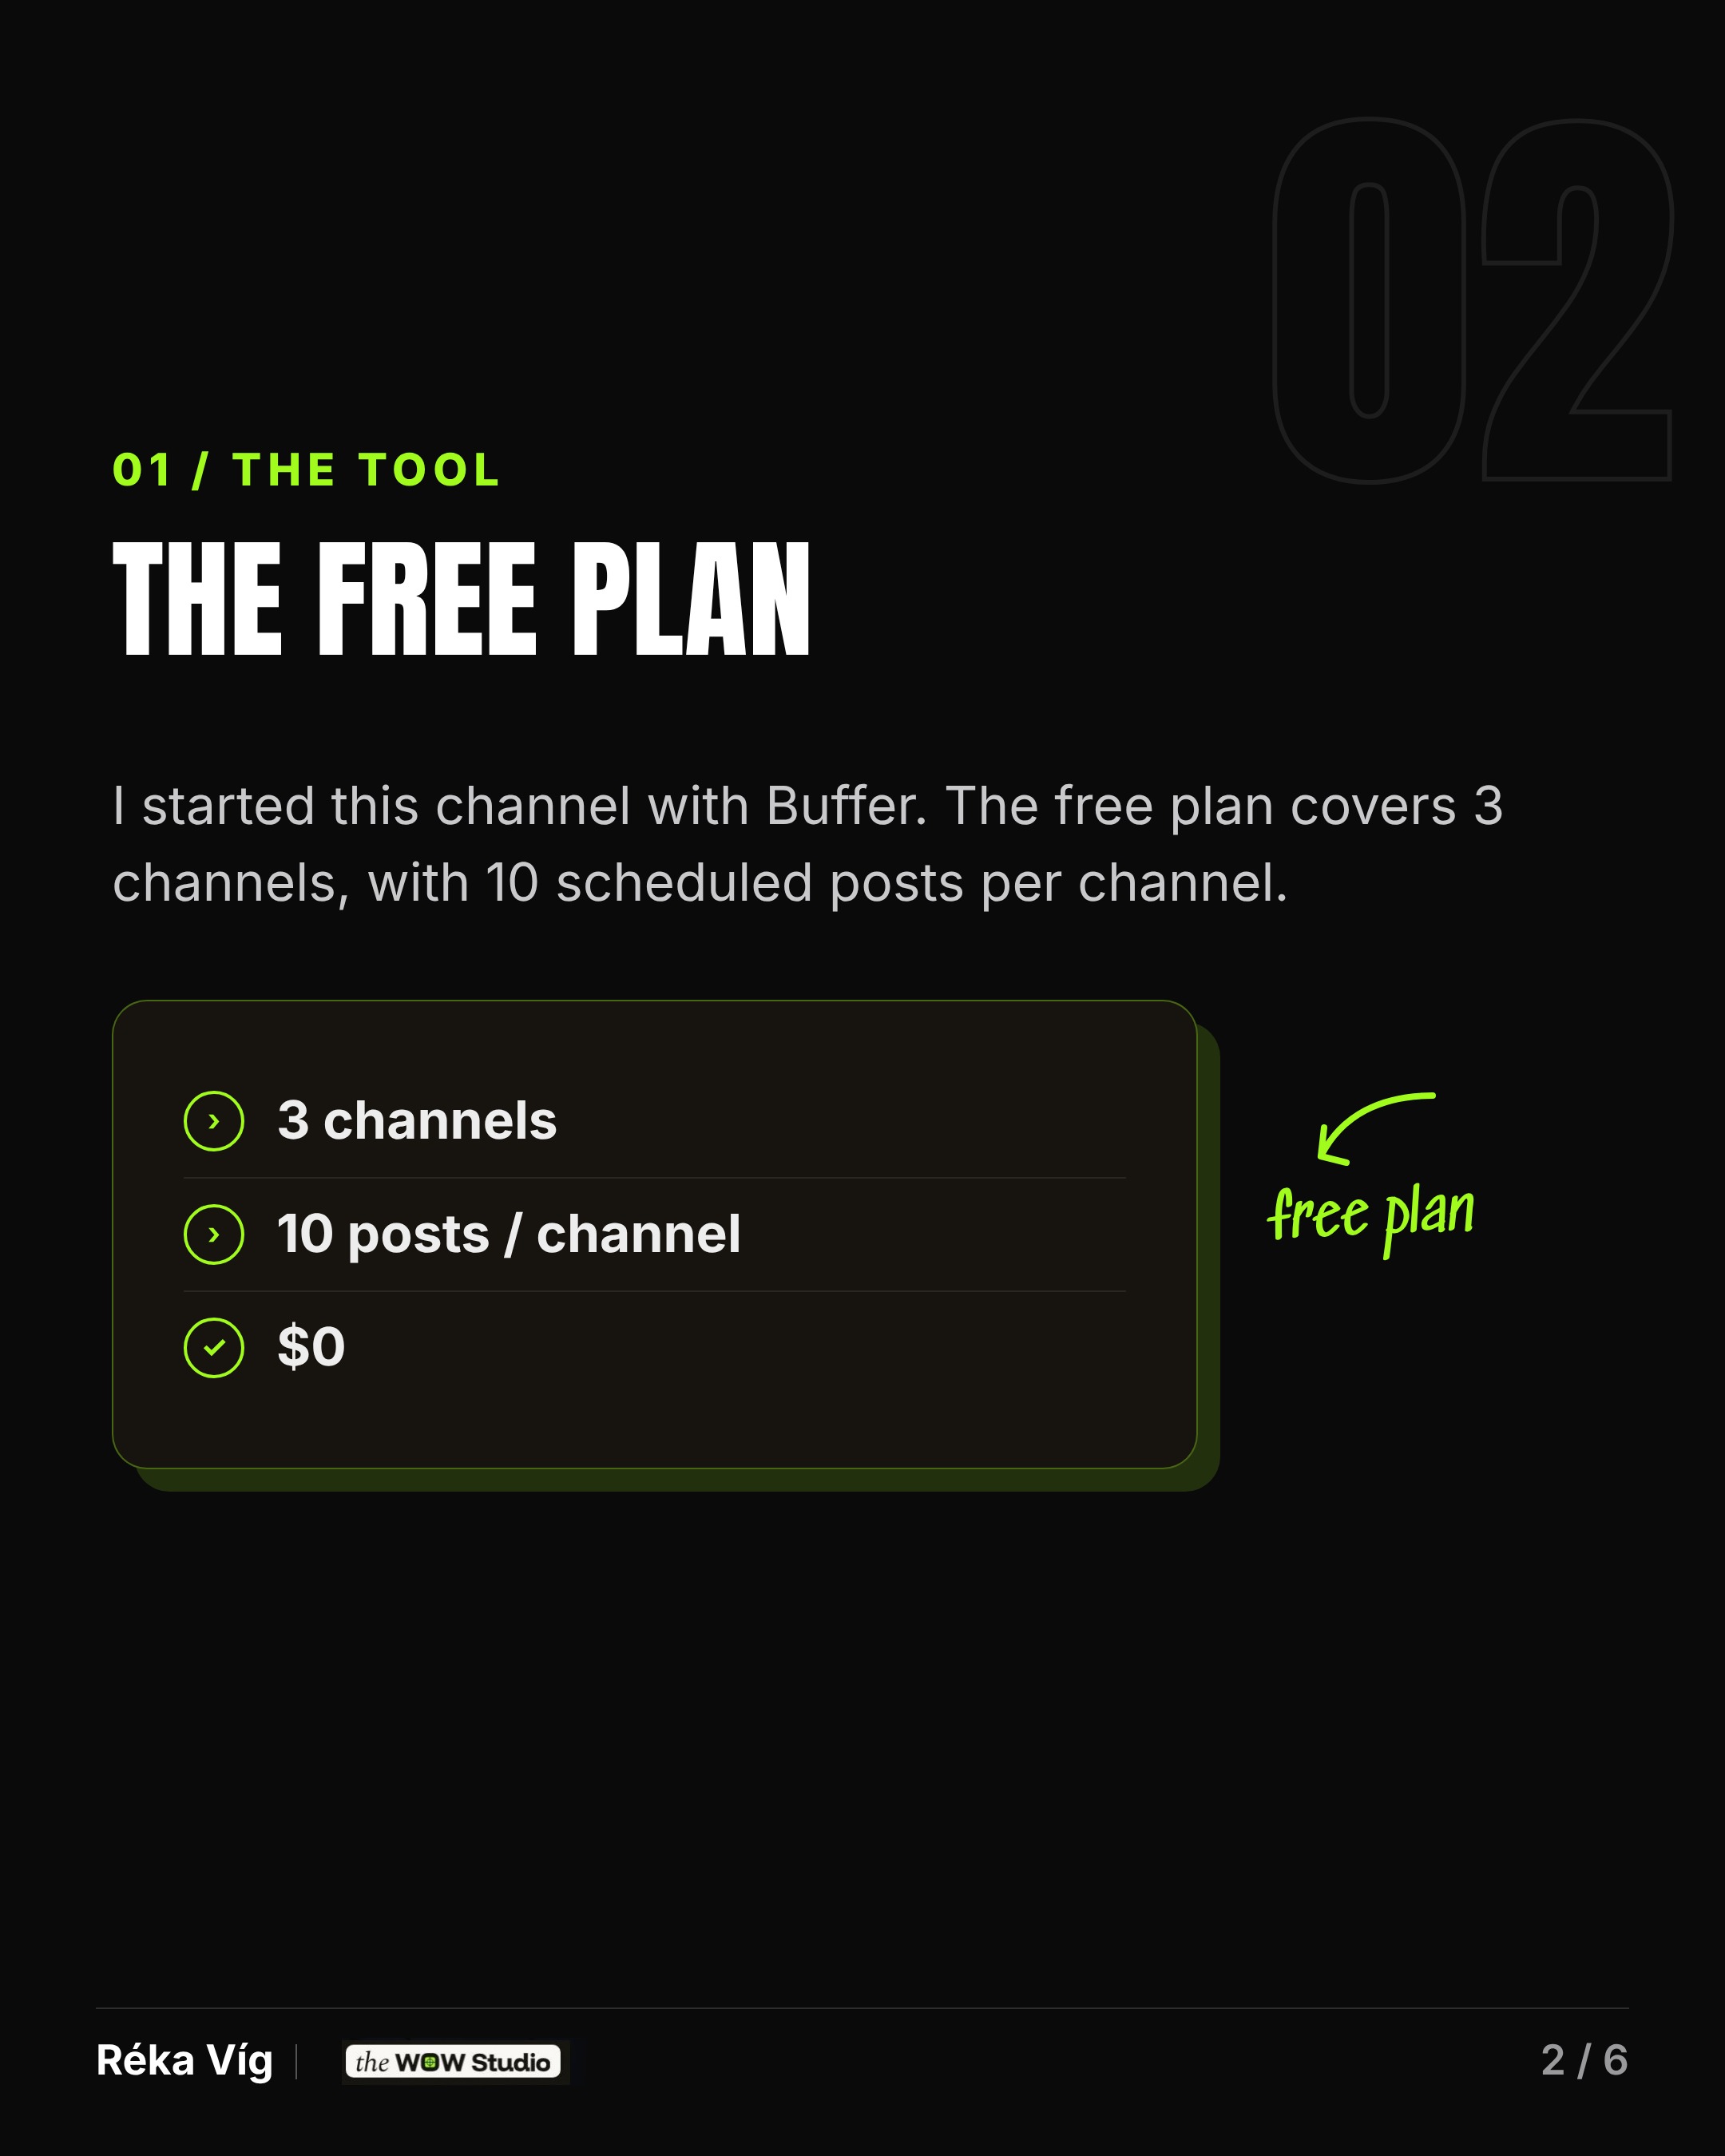 02
01 / THE TOOL
THE FREE PLAN
I started this channel with Buffer. The free plan covers 3
channels, with 10 scheduled posts per channel.
3 channels
10 posts / channel
$0
free plan
Réka Víg
the WOW Studio
2 / 6